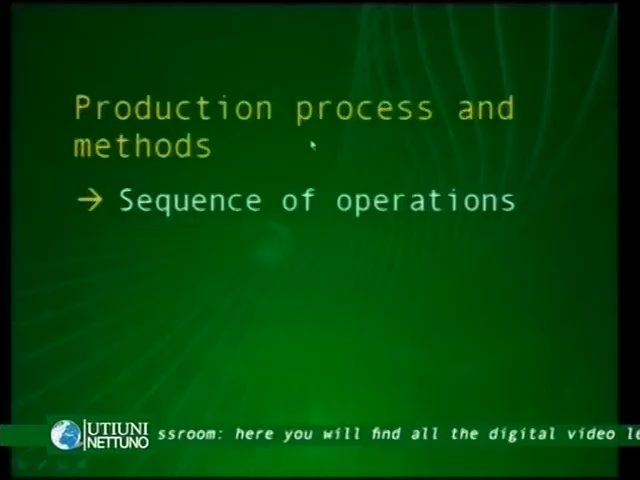 Production process and
methods
→ Sequence of operations
UTIUNI
NETTUNO
ssroom: here you will find all the digital video le